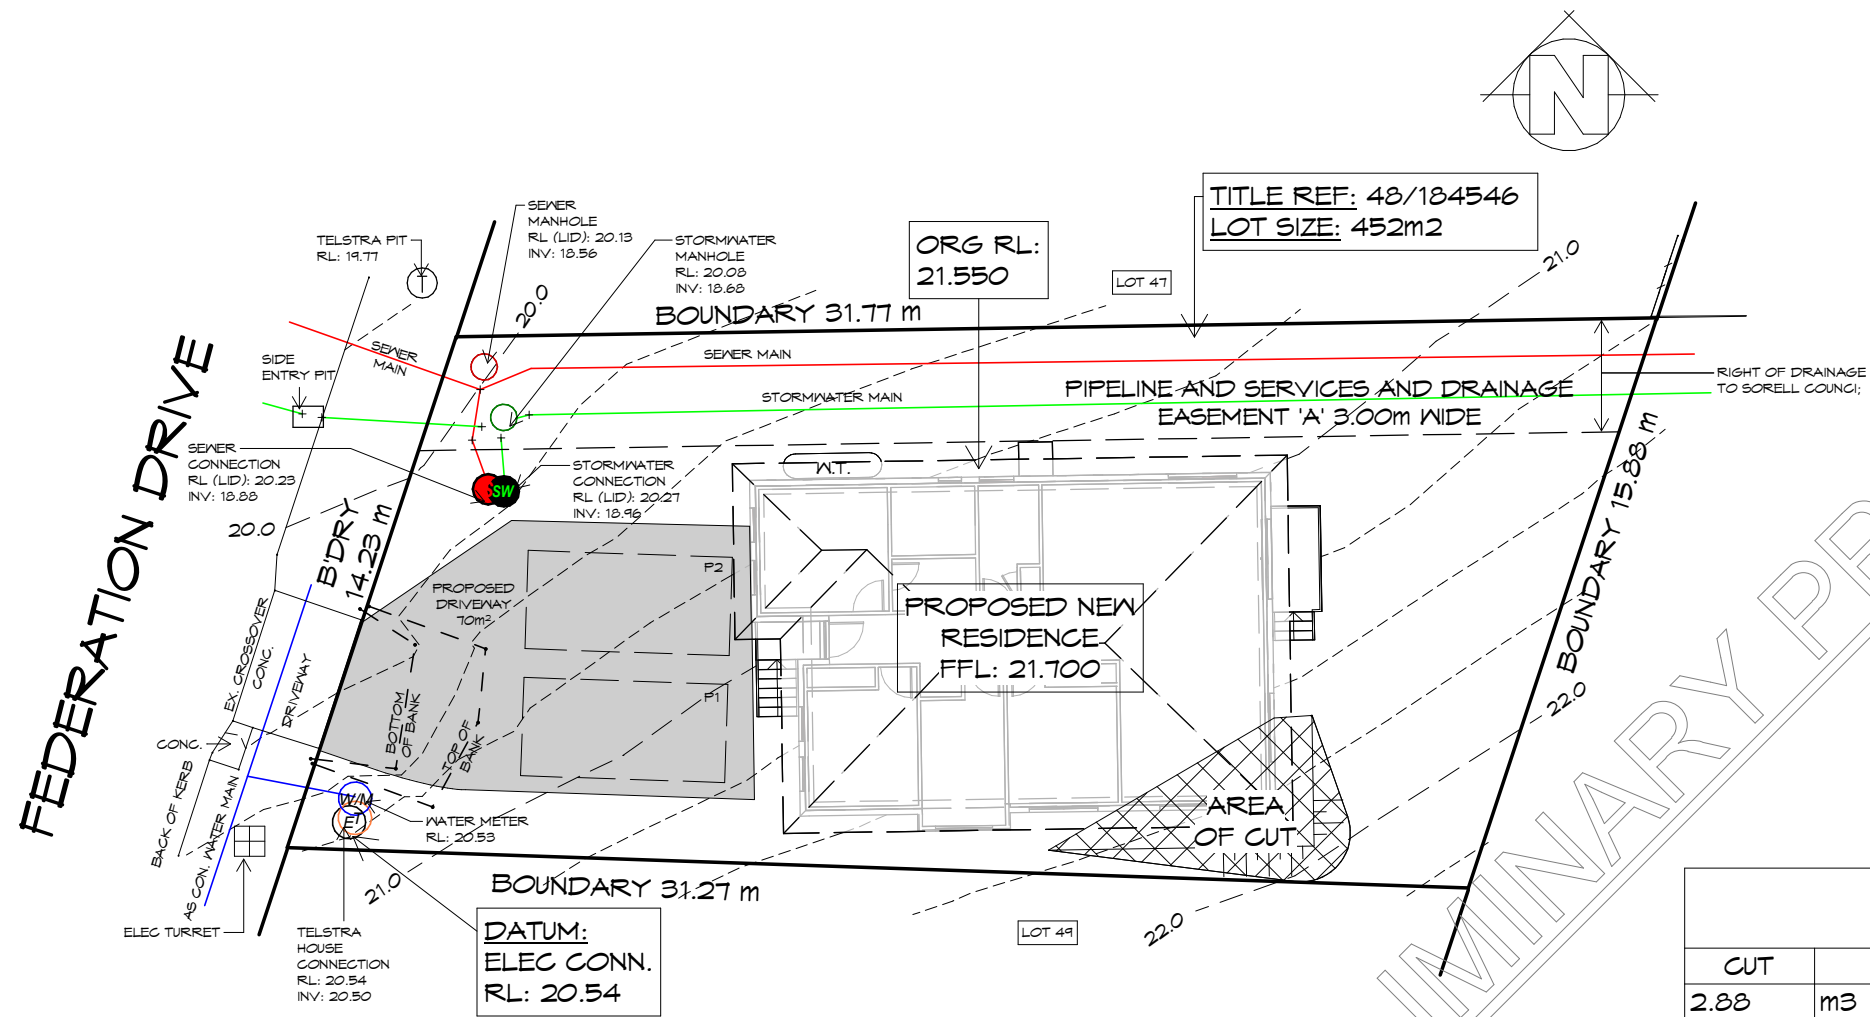 N
TITLE REF: 48/184546
LOT SIZE: 452m2
SEWER
MANHOLE
RL (LID): 20.13
INV: 18.56
TELSTRA PIT
RL: 19.77
T
STORMWATER
MANHOLE
RL: 20.08
INV: 18.68
ORG RL:
21.550
LOT 47
21.0
20.0
BOUNDARY 31.77 m
SEWER
MAIN
SEWER MAIN
SIDE
ENTRY PIT
STORMWATER MAIN
PIPELINE AND SERVICES AND DRAINAGE
EASEMENT 'A' 3.00m WIDE
RIGHT OF DRAINAGE
TO SORELL COUNCI;
FEDERATION DRIVE
SEWER
CONNECTION
RL (LID): 20.23
INV: 18.88
S
SW
STORMWATER
CONNECTION
RL (LID): 20.27
INV: 18.96
W.T.
20.0
B'DRY
14.23 m
BOUNDARY 15.88 m
PROPOSED
DRIVEWAY
70m²
P2
P1
PROPOSED NEW
RESIDENCE
FFL: 21.700
EX. CROSSOVER
CONC.
DRIVEWAY
BOTTOM
OF BANK
TOP OF
BANK
CONC.
BACK OF KERB
AS CON. WATER MAIN
W/M
E
WATER METER
RL: 20.53
AREA
OF CUT
22.0
22.0
21.0
BOUNDARY 31.27 m
LOT 49
ELEC TURRET
TELSTRA
HOUSE
CONNECTION
RL: 20.54
INV: 20.50
DATUM:
ELEC CONN.
RL: 20.54
CUT
2.88 m3